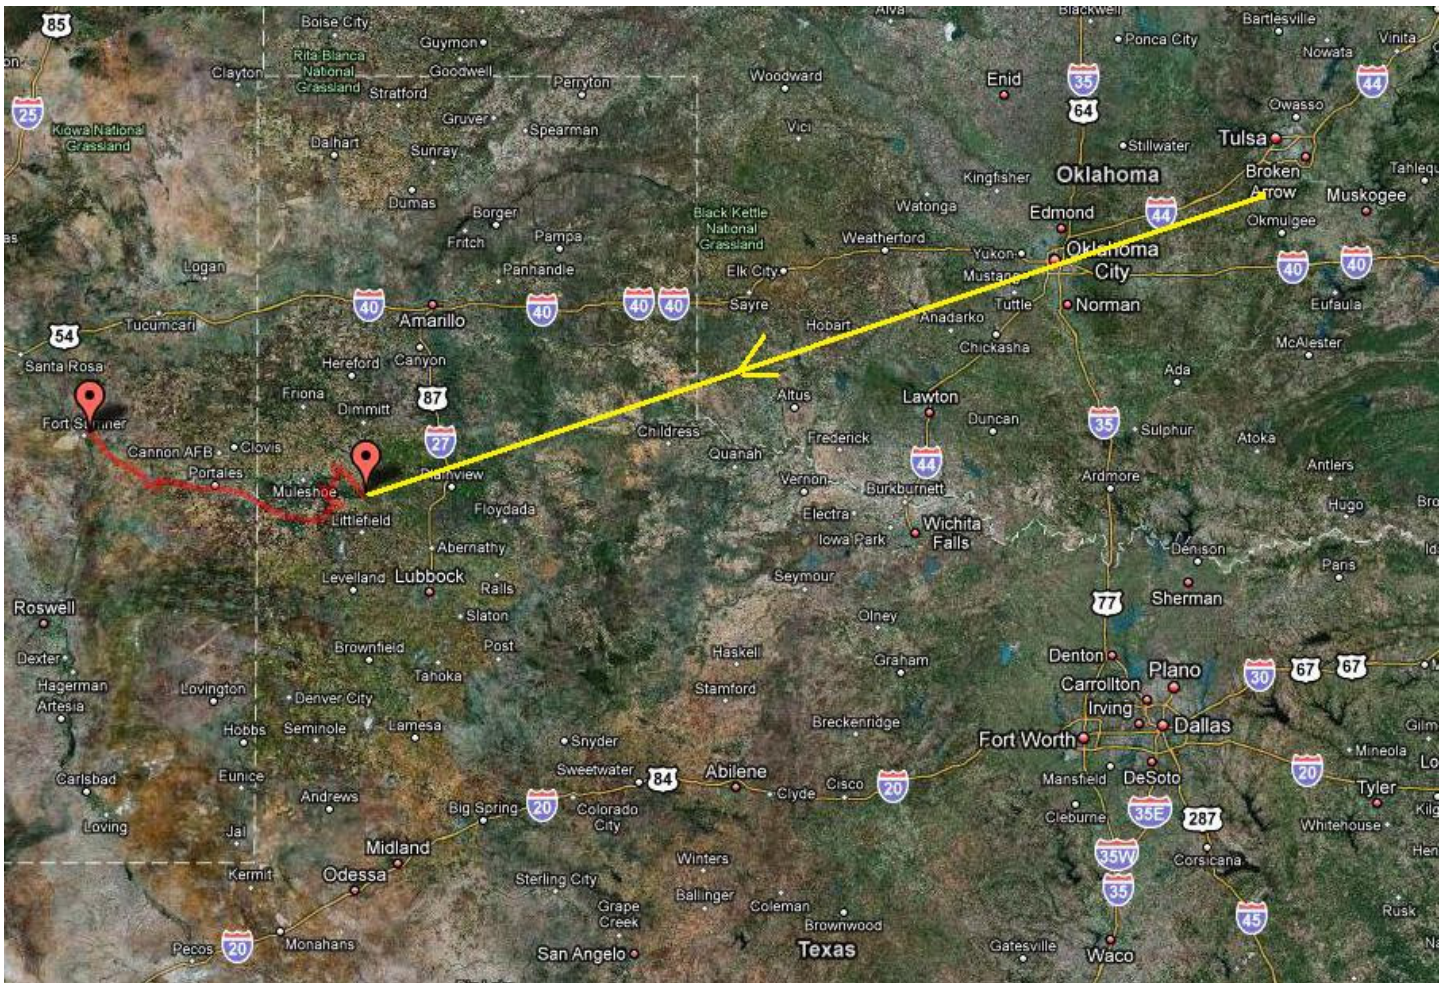 85
Boise City
Alva
Blackwell
Bartlesville
Guymon
Ponca City
Nowata
Vinita
Rita Blanca
National
Grassland
Clayton
Goodwell
Perryton
Woodward
Enid
35
44
Stratford
25
Gruver
Spearman
Vici
64
Owasso
Kiowa National
Grassland
Dalhart
Sunray
Stillwater
Tulsa
Broken
Arrow
Kingfisher
Oklahoma
Dumas
Borger
Watonga
Edmond
44
Muskogee
Black Kettle
National
Grassland
Okmulgee
Fritch
Pampa
Weatherford
Yukon
Oklahoma
City
Logan
Panhandle
Elk City
Mustang
40
40
40
40
40
40
Sayre
Tuttle
Norman
Eufaula
Tucumcari
Amarillo
Hobart
Anadarko
54
Chickasha
McAlester
Santa Rosa
Hereford
Canyon
Ada
Friona
87
Altus
Lawton
Dimmitt
Duncan
35
Fort Sumner
Childress
Frederick
Sulphur
Atoka
Cannon AFB
Clovis
27
Quanah
44
Portales
Plainview
Vernon
Ardmore
Antlers
Muleshoe
Burkburnett
Floydada
Electra
Hugo
Littlefield
Wichita
Falls
Iowa Park
Abernathy
Denison
Levelland
Lubbock
Ralls
Seymour
Paris
Roswell
Slaton
Olney
77
Sherman
Brownfield
Post
Haskell
Graham
Denton
Dexter
Tahoka
Plano
30
67
67
Hagerman
Lovington
Denver City
Stamford
Carrollton
Artesia
Irving
Hobbs
Seminole
Lamesa
Breckenridge
Dallas
Snyder
Fort Worth
Mineola
Carlsbad
Eunice
Sweetwater
84
Abilene
Cisco
20
Mansfield
DeSoto
20
Andrews
Clyde
Tyler
Big Spring
20
Colorado
City
Cleburne
35E
287
Loving
Jal
Whitehouse
Midland
Winters
35W
Corsicana
Kermit
Odessa
Sterling City
Ballinger
Coleman
35
Rusk
Grape
Creek
Brownwood
45
Pecos
20
Monahans
San Angelo
Texas
Gatesville
Waco